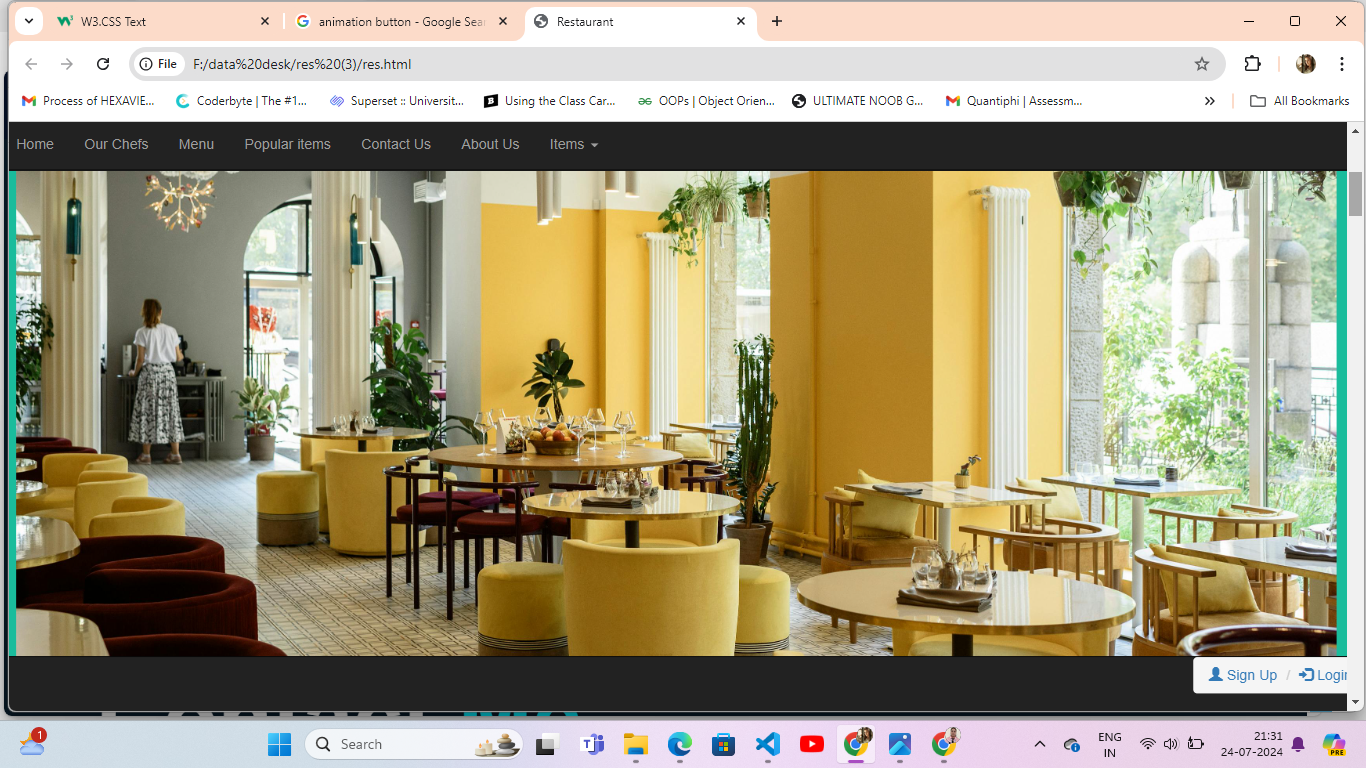 W3.CSS Text
animation button - Google Sear
Restaurant
File
F:/data%20desk/res%20(3)/res.html
Process of HEXAVIE...
Coderbyte | The #1...
Superset :: Universit...
Using the Class Car...
OOPs | Object Orien...
ULTIMATE NOOB G...
Quantiphi | Assessm...
All Bookmarks
Home
Our Chefs
Menu
Popular items
Contact Us
About Us
Items
Sign Up / Login
1
Search
ENG
IN
21:31
24-07-2024
PRE